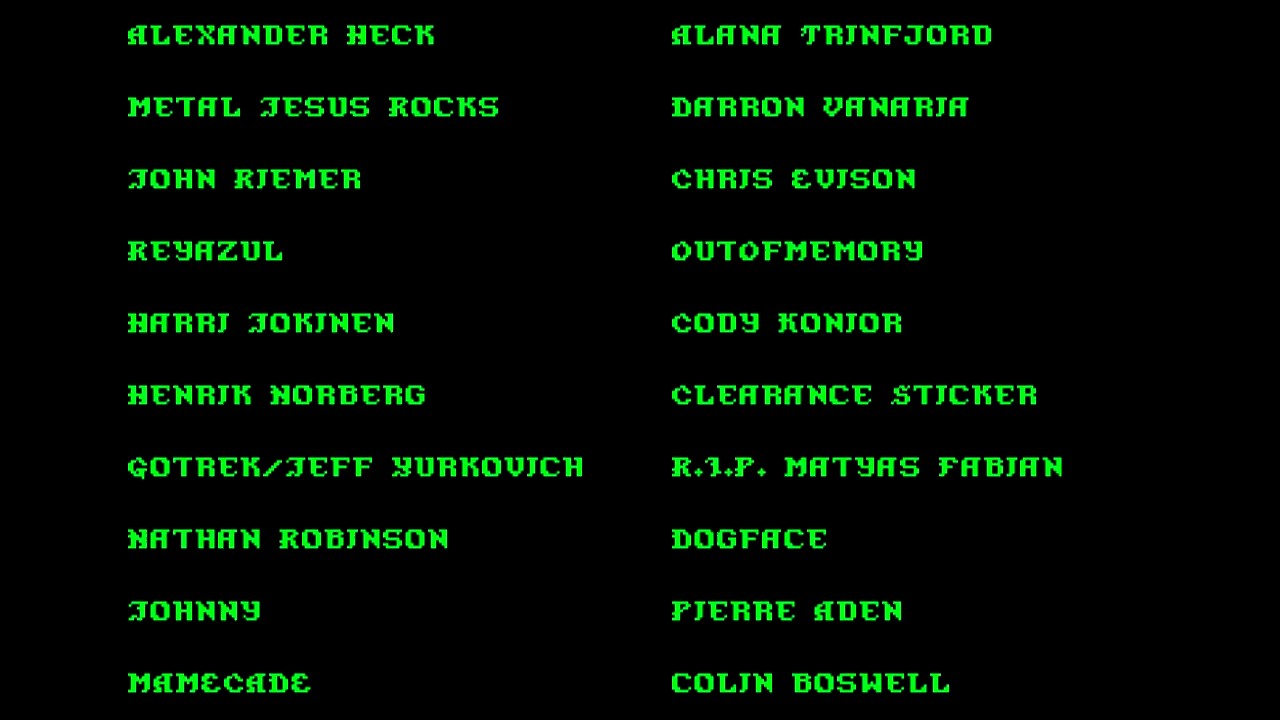 ALEXANDER HECK
ALANA TRINFJORD
METAL JESUS ROCKS
DARRON VANARIA
JOHN RIEMER
CHRIS EVISON
REYAZUL
OUTOFMEMORY
HARRI JOKINEN
CODY KONIOR
HENRIK NORBERG
CLEARANCE STICKER
GOTREK/JEFF YURKOVICH
R.I.P. MATYAS FABIAN
NATHAN ROBINSON
DOGFACE
JOHNNY
PIERRE ADEN
MAMECADE
COLIN BOSWELL